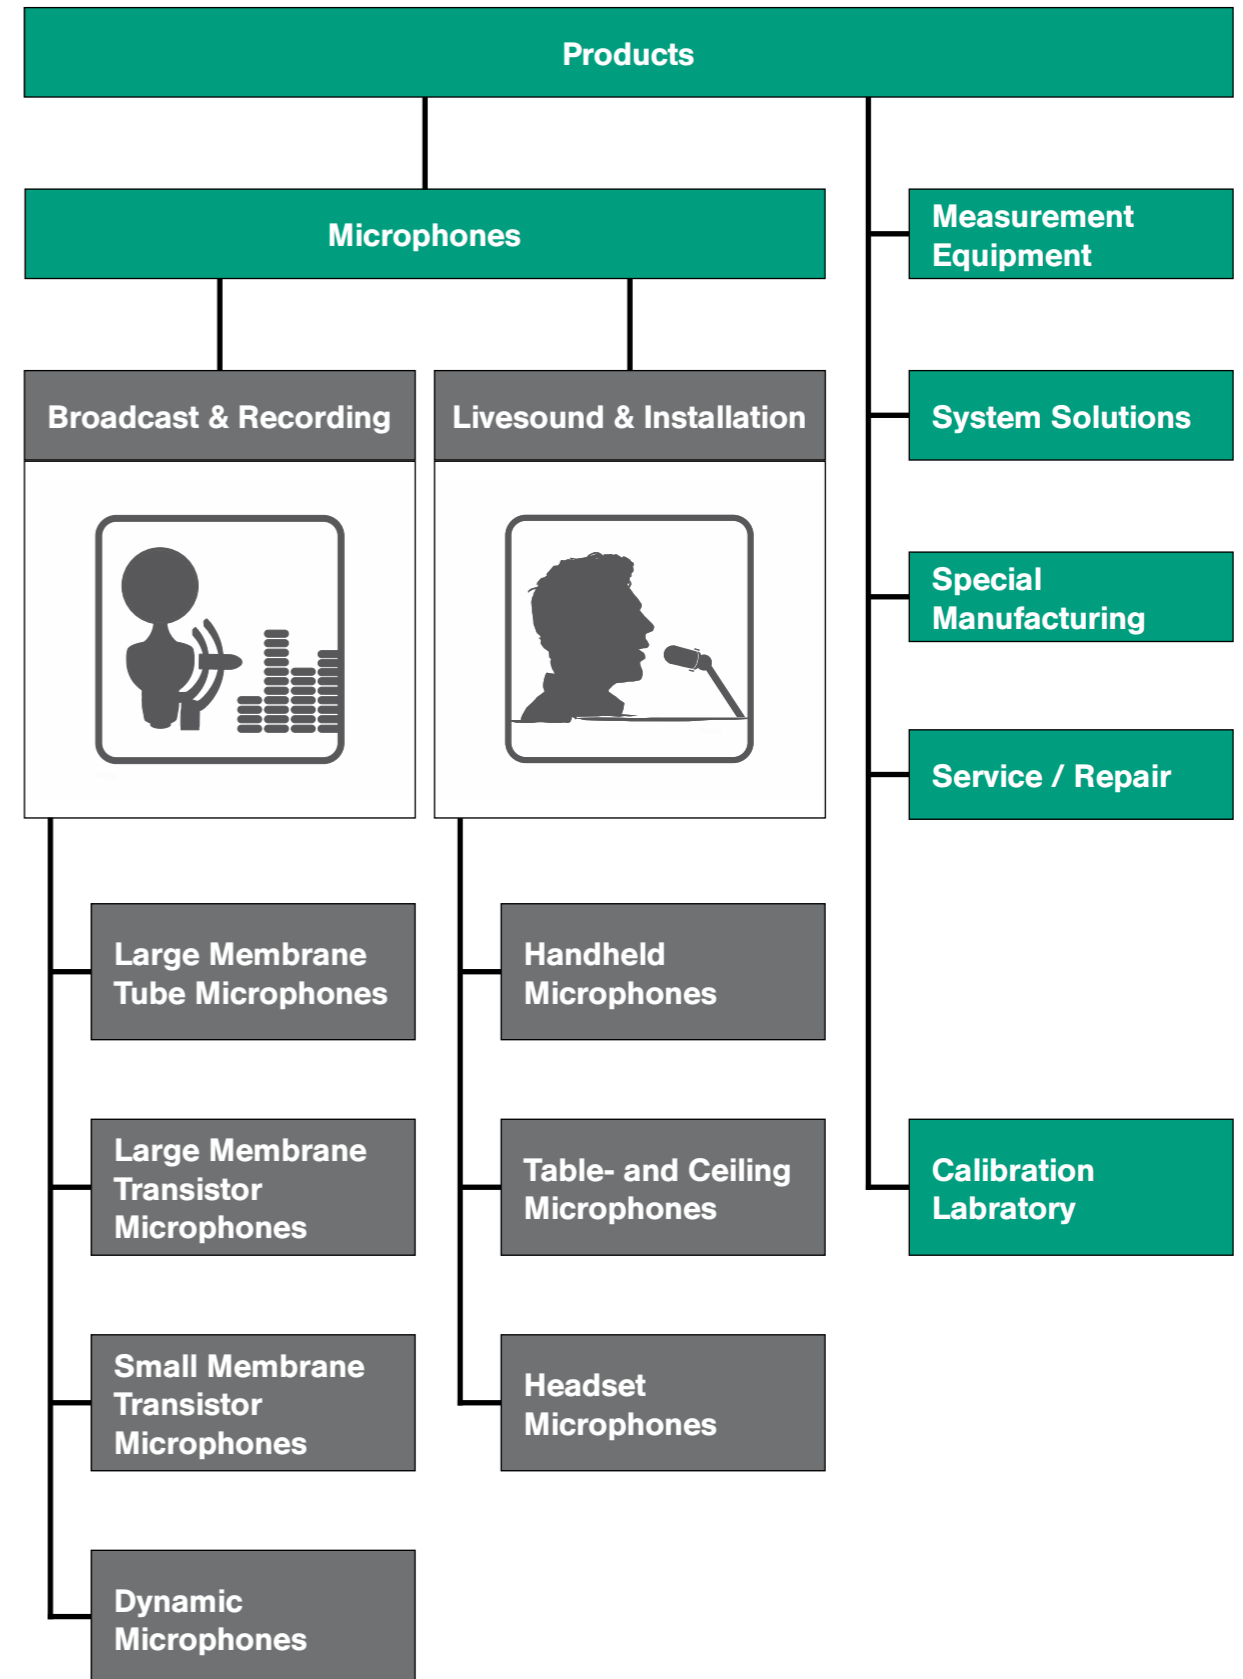 Products
Microphones
Measurement
Equipment
Broadcast & Recording
Livesound & Installation
System Solutions
Special
Manufacturing
Service / Repair
Large Membrane
Tube Microphones
Large Membrane
Transistor
Microphones
Small Membrane
Transistor
Microphones
Dynamic
Microphones
Handheld
Microphones
Table- and Ceiling
Microphones
Headset
Microphones
Calibration
Labratory